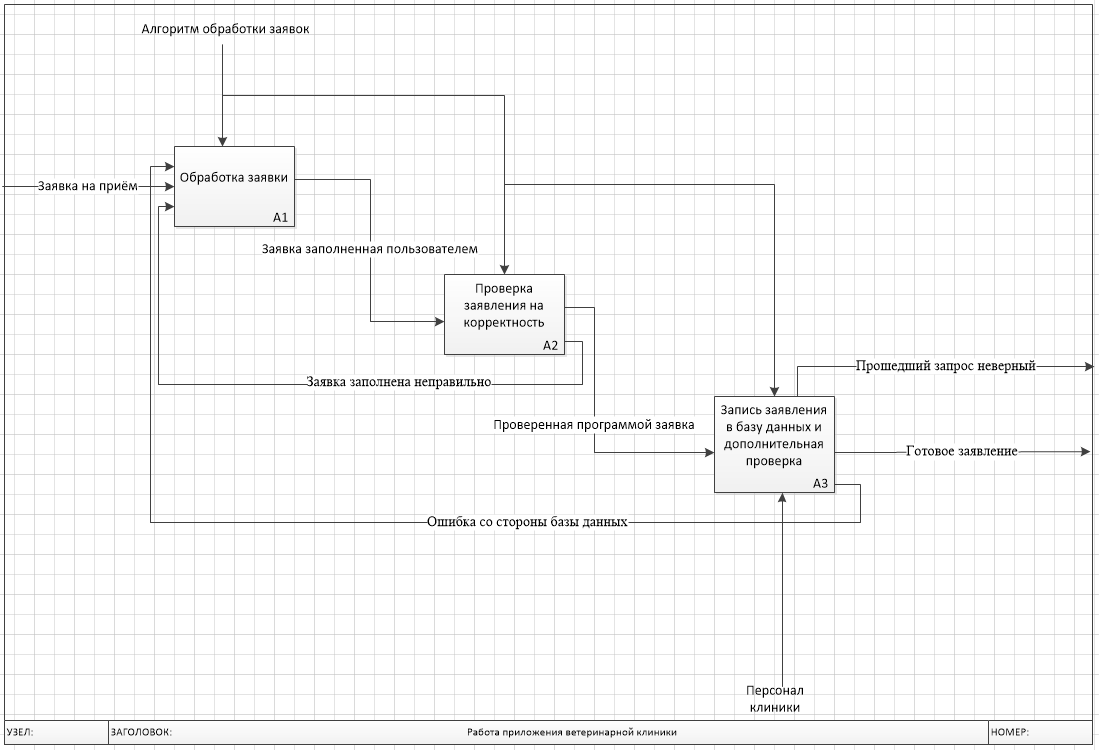 Алгоритм обработки заявок
Обработка заявки
A1
Заявка на приём
Заявка заполненная пользователем
Проверка
заявления на
корректность
A2
Заявка заполнена неправильно
Прошедший запрос неверный
Запись заявления
в базу данных и
дополнительная
проверка
A3
Проверенная программой заявка
Готовое заявление
Ошибка со стороны базы данных
Персонал
клиники
УЗЕЛ:
ЗАГОЛОВОК:
Работа приложения ветеринарной клиники
НОМЕР: